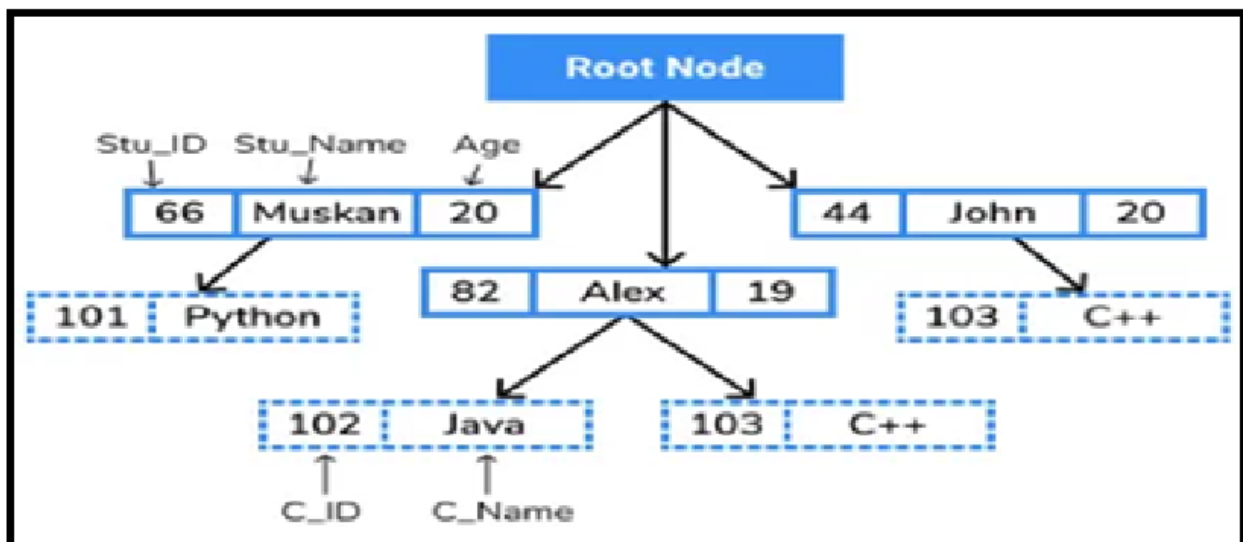 Root Node
Stu_ID Stu_Name Age
66 Muskan 20
44 John 20
82 Alex 19
101 Python
103 C++
102 Java
103 C++
C_ID C_Name